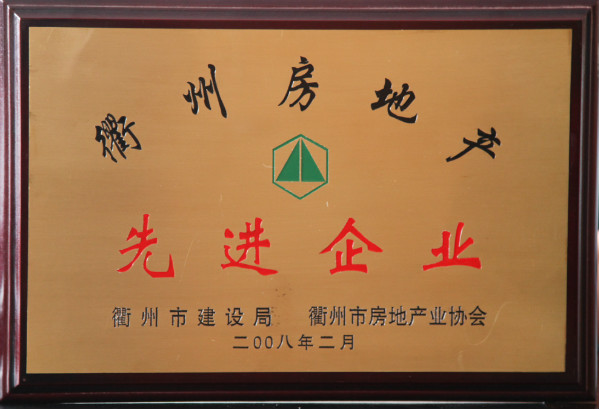 衢州房地产
先进企业
衢州市建设局 衢州市房地产业协会
二00八年二月